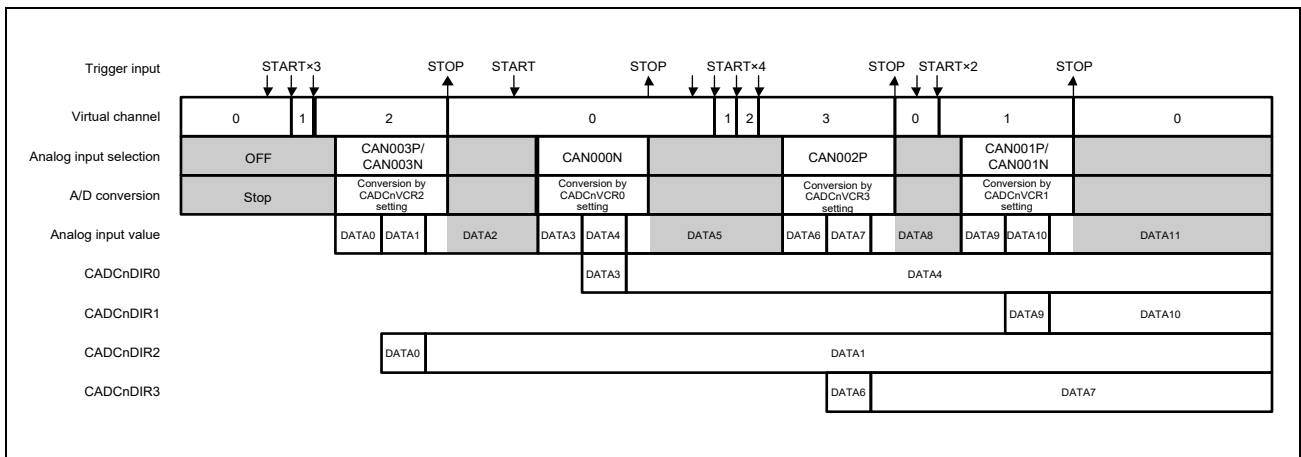 Trigger input START×3 STOP START STOP START×4 STOP START×2 STOP
Virtual channel 0 1 2 0 1 2 3 0 1 0
Analog input selection OFF CAN003P/ CAN000N CAN002P CAN001P/
CAN003N CAN001N
A/D conversion Stop Conversion by Conversion by Conversion by Conversion by
CADCnVCR2 CADCnVCR0 CADCnVCR3 CADCnVCR1
setting setting setting setting
Analog input value DATA0 DATA1 DATA2 DATA3 DATA4 DATA5 DATA6 DATA7 DATA8 DATA9 DATA10 DATA11
CADCnDIR0 DATA3 DATA4
CADCnDIR1 DATA9 DATA10
CADCnDIR2 DATA0 DATA1
CADCnDIR3 DATA6 DATA7